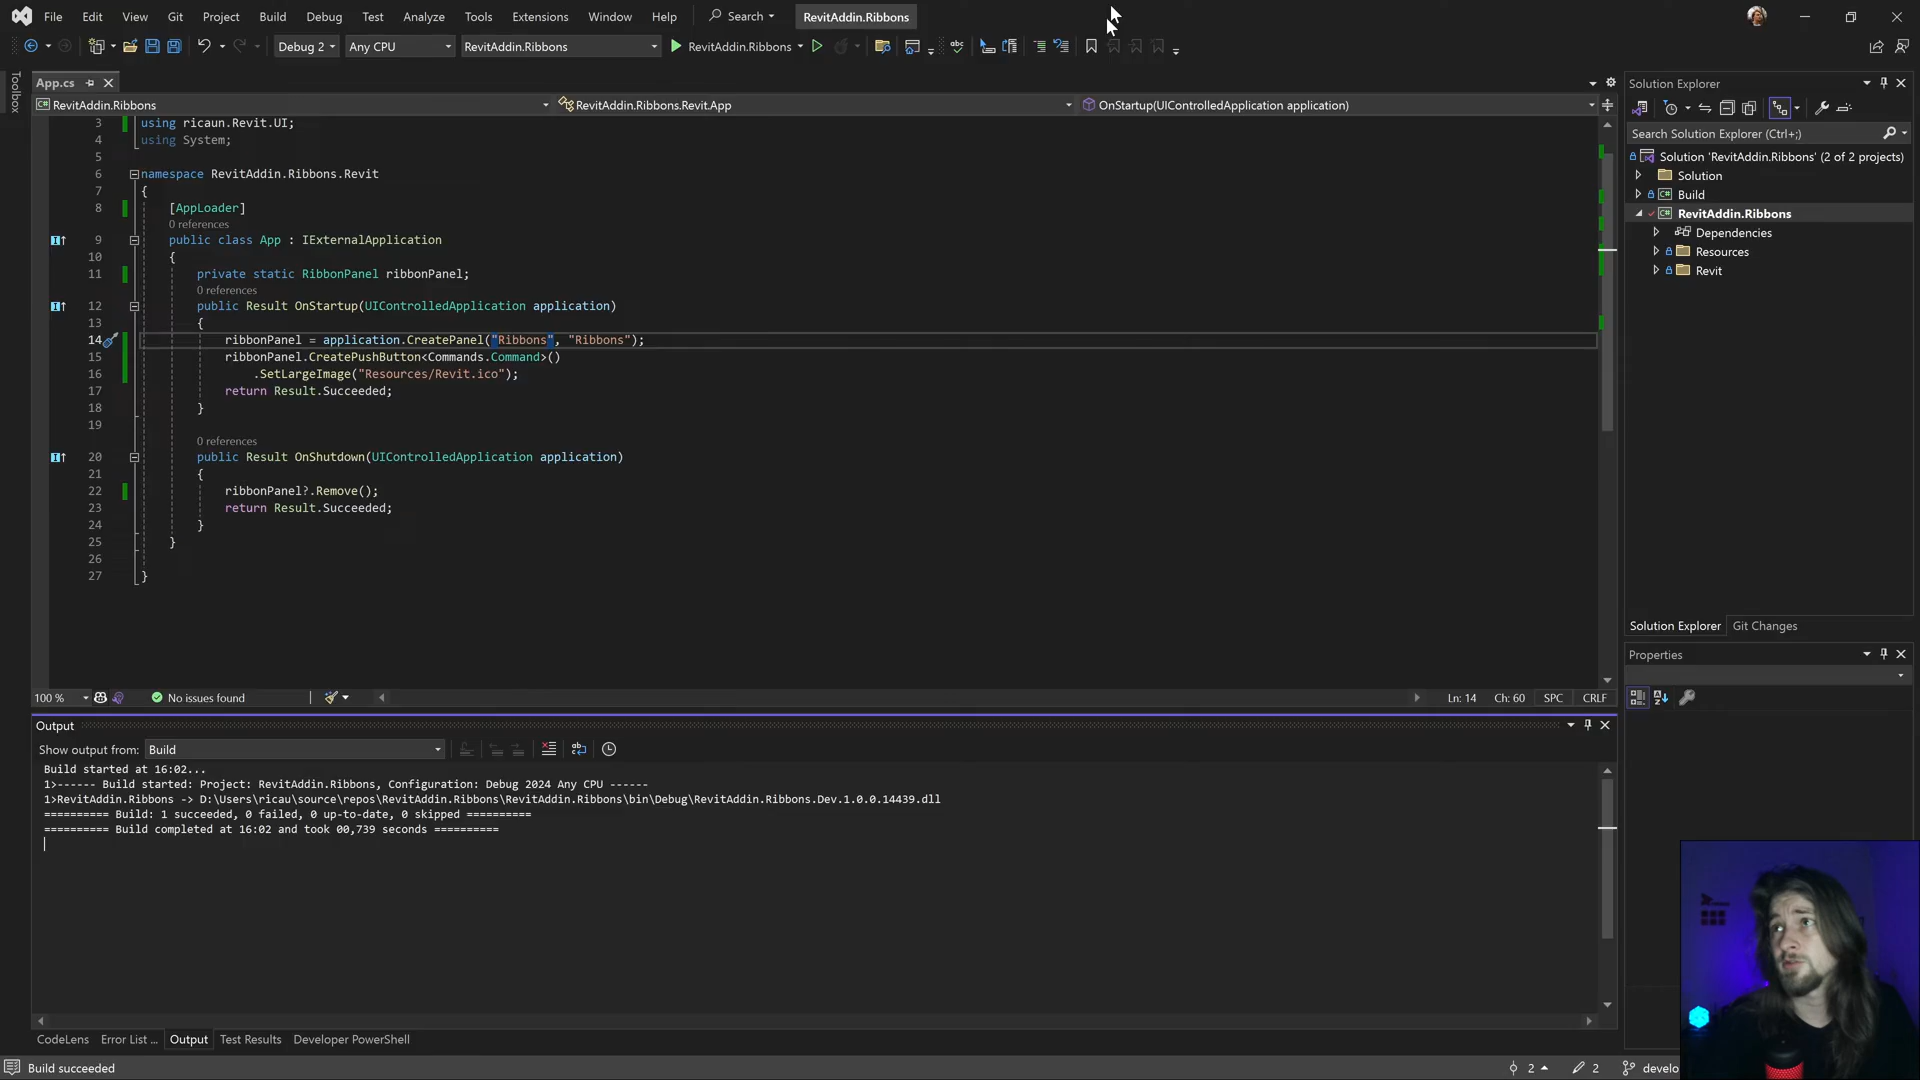 File Edit View Git Project Build Debug Test Analyze Tools Extensions Window Help Search RevitAddin.Ribbons
Debug 2 Any CPU RevitAddin.Ribbons RevitAddin.Ribbons
Toolbox
App.cs
RevitAddin.Ribbons RevitAddin.Ribbons.Revit.App OnStartup(UIControlledApplication application)
3 using ricaun.Revit.UI;
4 using System;
5
6 namespace RevitAddin.Ribbons.Revit
7 {
8 [AppLoader]
0 references
9 public class App : IExternalApplication
10 {
11 private static RibbonPanel ribbonPanel;
0 references
12 public Result OnStartup(UIControlledApplication application)
13 {
14 ribbonPanel = application.CreatePanel("Ribbons", "Ribbons");
15 ribbonPanel.CreatePushButton<Commands.Command>()
16 .SetLargeImage("Resources/Revit.ico");
17 return Result.Succeeded;
18 }
19
0 references
20 public Result OnShutdown(UIControlledApplication application)
21 {
22 ribbonPanel?.Remove();
23 return Result.Succeeded;
24 }
25 }
26
27 }
100 % No issues found Ln: 14 Ch: 60 SPC CRLF
Output
Show output from: Build
Build started at 16:02...
1>------ Build started: Project: RevitAddin.Ribbons, Configuration: Debug 2024 Any CPU ------
1>RevitAddin.Ribbons -> D:\Users\ricau\source\repos\RevitAddin.Ribbons\RevitAddin.Ribbons\bin\Debug\RevitAddin.Ribbons.Dev.1.0.0.14439.dll
========== Build: 1 succeeded, 0 failed, 0 up-to-date, 0 skipped ==========
========== Build completed at 16:02 and took 00,739 seconds ==========
CodeLens Error List ... Output Test Results Developer PowerShell
Build succeeded 2 2 develo
Solution Explorer
Search Solution Explorer (Ctrl+;)
Solution 'RevitAddin.Ribbons' (2 of 2 projects)
Solution
Build
RevitAddin.Ribbons
Dependencies
Resources
Revit
Solution Explorer Git Changes
Properties